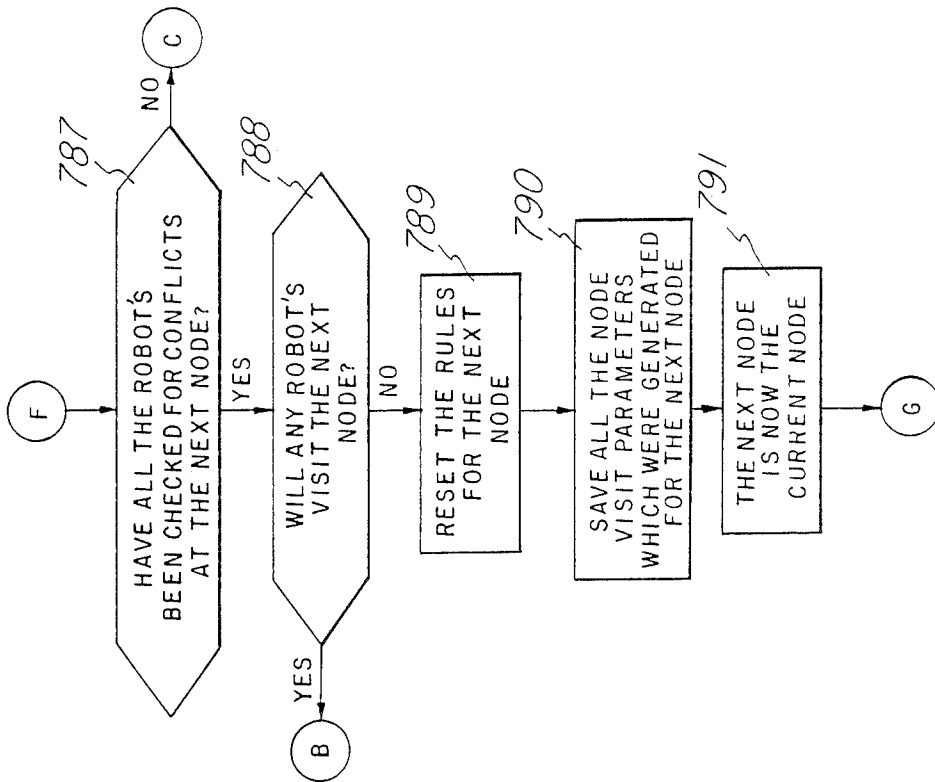 F
787
HAVE ALL THE ROBOT'S
BEEN CHECKED FOR CONFLICTS
AT THE NEXT NODE?
NO
C
YES
788
WILL ANY ROBOT'S
VISIT THE NEXT
NODE?
YES
B
NO
789
RESET THE RULES
FOR THE NEXT
NODE
790
SAVE ALL THE NODE
VISIT PARAMETERS
WHICH WERE GENERATED
FOR THE NEXT NODE
791
THE NEXT NODE
IS NOW THE
CURRENT NODE
G